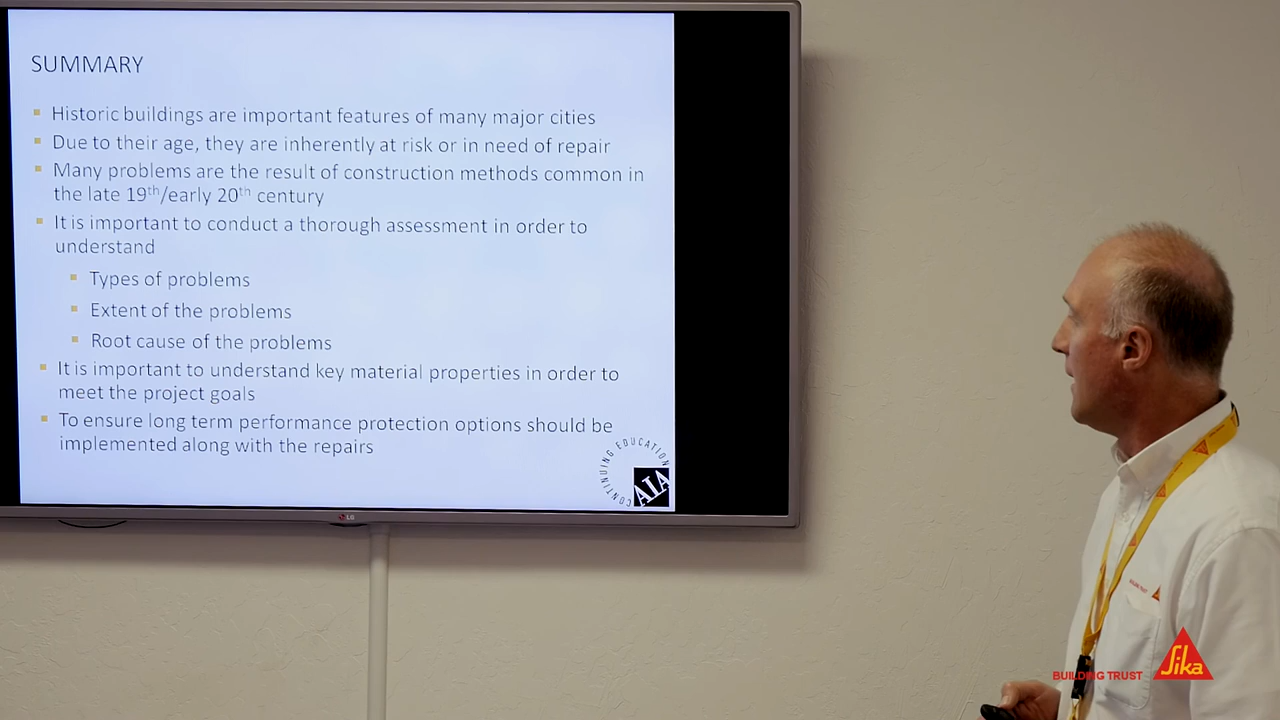 SUMMARY
Historic buildings are important features of many major cities
Due to their age, they are inherently at risk or in need of repair
Many problems are the result of construction methods common in
the late 19th/early 20th century
It is important to conduct a thorough assessment in order to
understand
Types of problems
Extent of the problems
Root cause of the problems
It is important to understand key material properties in order to
meet the project goals
To ensure long term performance protection options should be
implemented along with the repairs
CONTINUING EDUCATION
AIA
LG
BUILDING TRUST
BUILDING TRUST
Sika